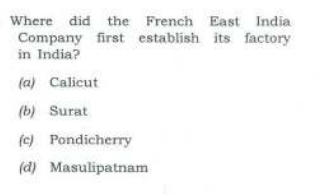 Where did the French East India
Company first establish its factory
in India?
(a) Calicut
(b) Surat
(c) Pondicherry
(d) Masulipatnam